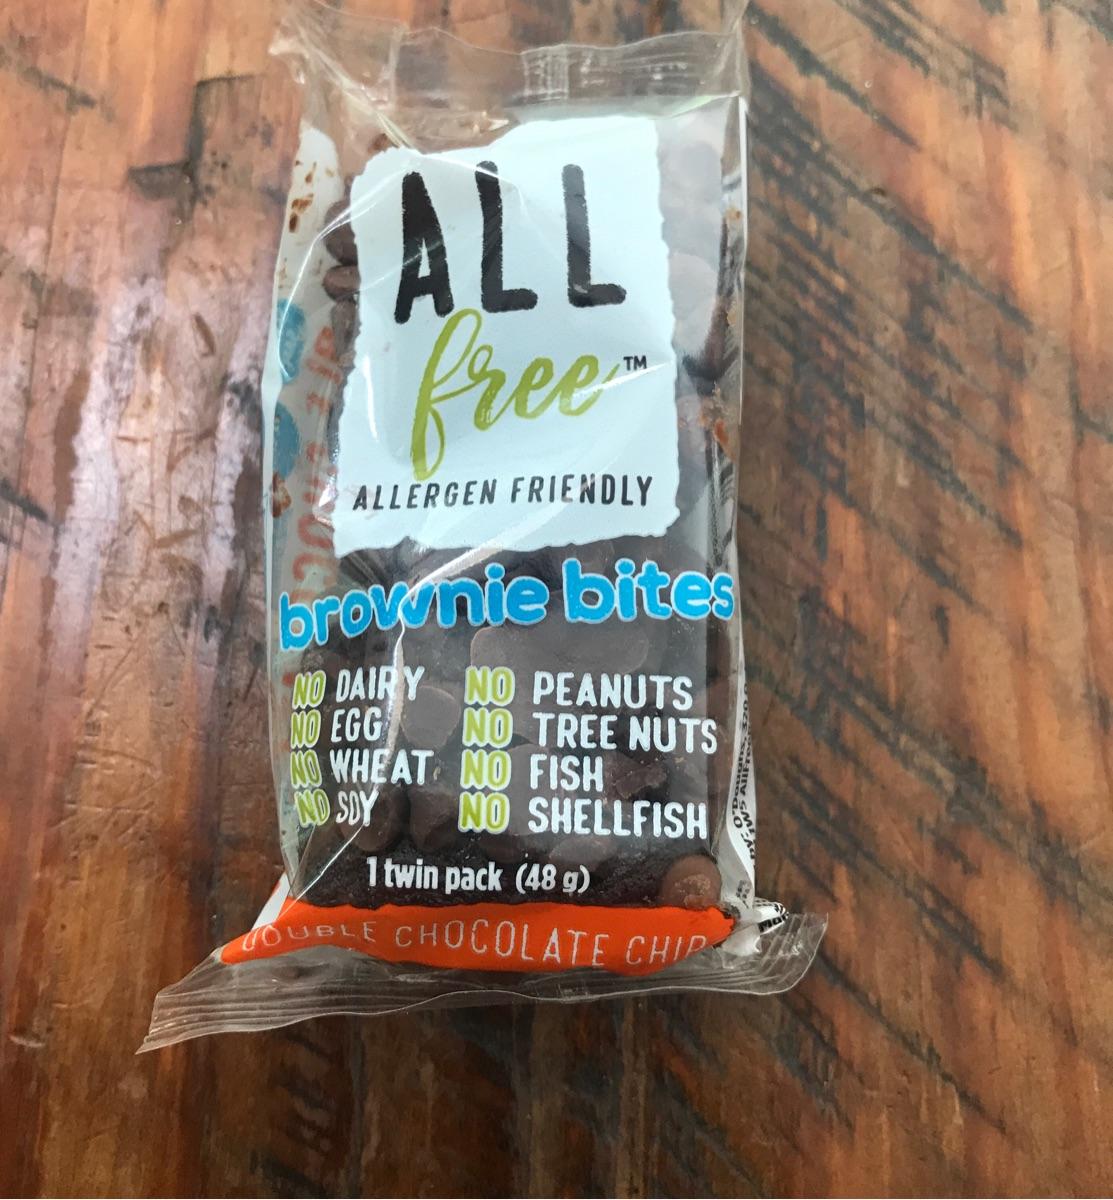 ALL
free™
ALLERGEN FRIENDLY
brownie bites
NO DAIRY
NO EGG
NO WHEAT
NO SOY
NO PEANUTS
NO TREE NUTS
NO FISH
NO SHELLFISH
1 twin pack (48 g)
DOUBLE CHOCOLATE CHIP